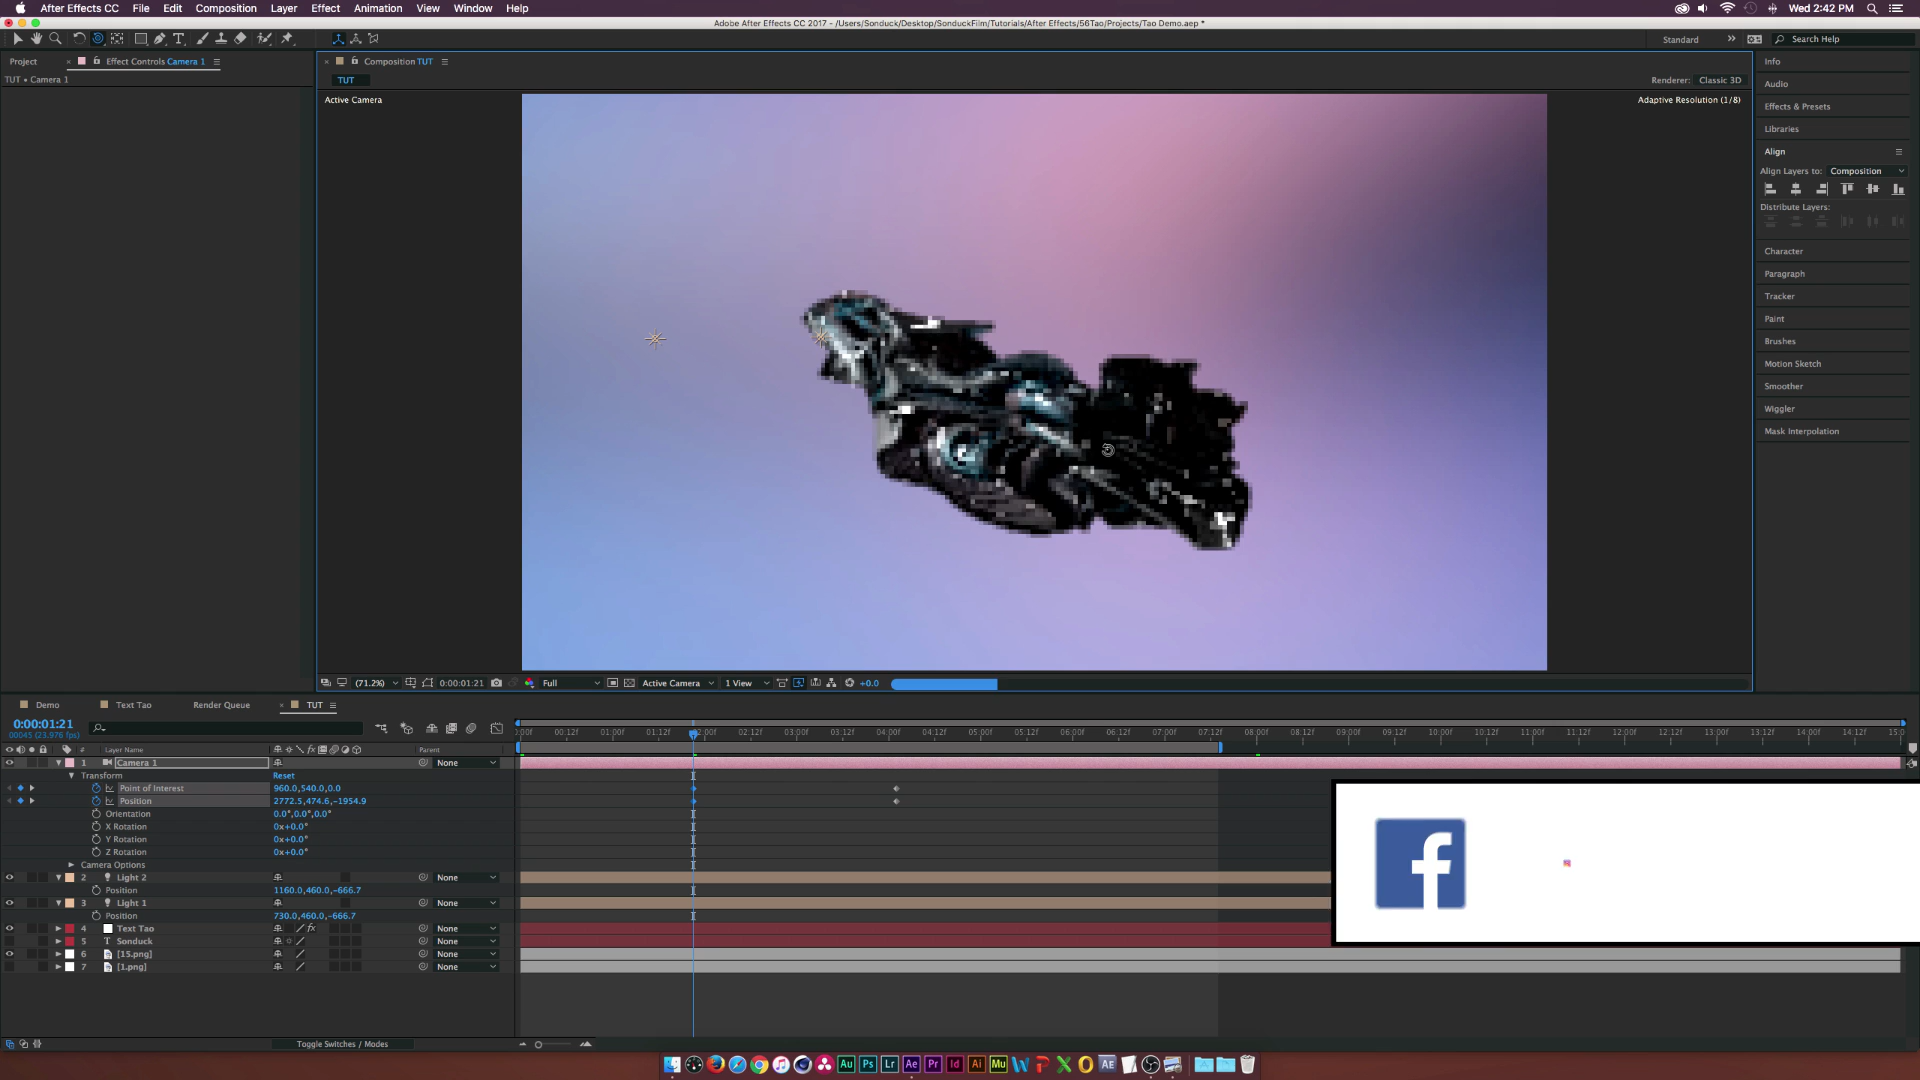 After Effects CC File Edit Composition Layer Effect Animation View Window Help
Wed 2:42 PM
Adobe After Effects CC 2017 - /Users/Sonduck/Desktop/SonduckFilm/Tutorials/After Effects/56Tao/Projects/Tao Demo.aep *
Standard
Search Help
Project
Effect Controls Camera 1
TUT • Camera 1
Composition TUT
TUT
Renderer: Classic 3D
Active Camera
Adaptive Resolution (1/8)
Info
Audio
Effects & Presets
Libraries
Align
Align Layers to: Composition
Distribute Layers:
Character
Paragraph
Tracker
Paint
Brushes
Motion Sketch
Smoother
Wiggler
Mask Interpolation
(71.2%) 0:00:01:21 Full Active Camera 1 View +0.0
Demo Text Tao Render Queue TUT
0:00:01:21
00045 (23.976 fps)
# Layer Name Parent
:00f 00:12f 01:00f 01:12f 02:00f 02:12f 03:00f 03:12f 04:00f 04:12f 05:00f 05:12f 06:00f 06:12f 07:00f 07:12f 08:00f 08:12f 09:00f 09:12f 10:00f 10:12f 11:00f 11:12f 12:00f 12:12f 13:00f 13:12f 14:00f 14:12f 15:0
1 Camera 1 None
Transform Reset
Point of Interest 960.0,540.0,0.0
Position 2772.5,474.6,-1954.9
Orientation 0.0°,0.0°,0.0°
X Rotation 0x+0.0°
Y Rotation 0x+0.0°
Z Rotation 0x+0.0°
Camera Options
2 Light 2 None
Position 1160.0,460.0,-666.7
3 Light 1 None
Position 730.0,460.0,-666.7
4 Text Tao fx None
5 T Sonduck None
6 [15.png] None
7 [1.png] None
f
Toggle Switches / Modes
Au Ps Lr Ae Pr Id Ai Mu W P X O AE